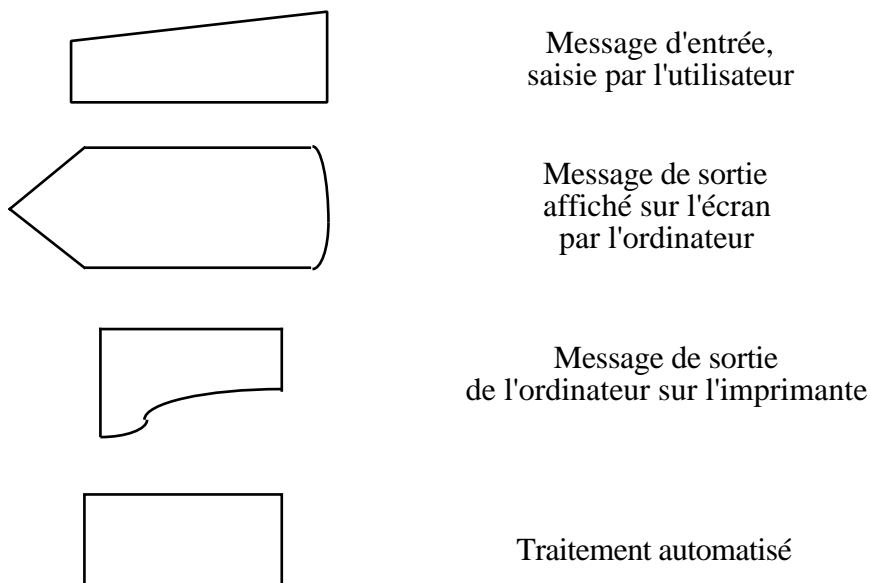 Message d'entrée,
saisie par l'utilisateur
Message de sortie
affiché sur l'écran
par l'ordinateur
Message de sortie
de l'ordinateur sur l'imprimante
Traitement automatisé